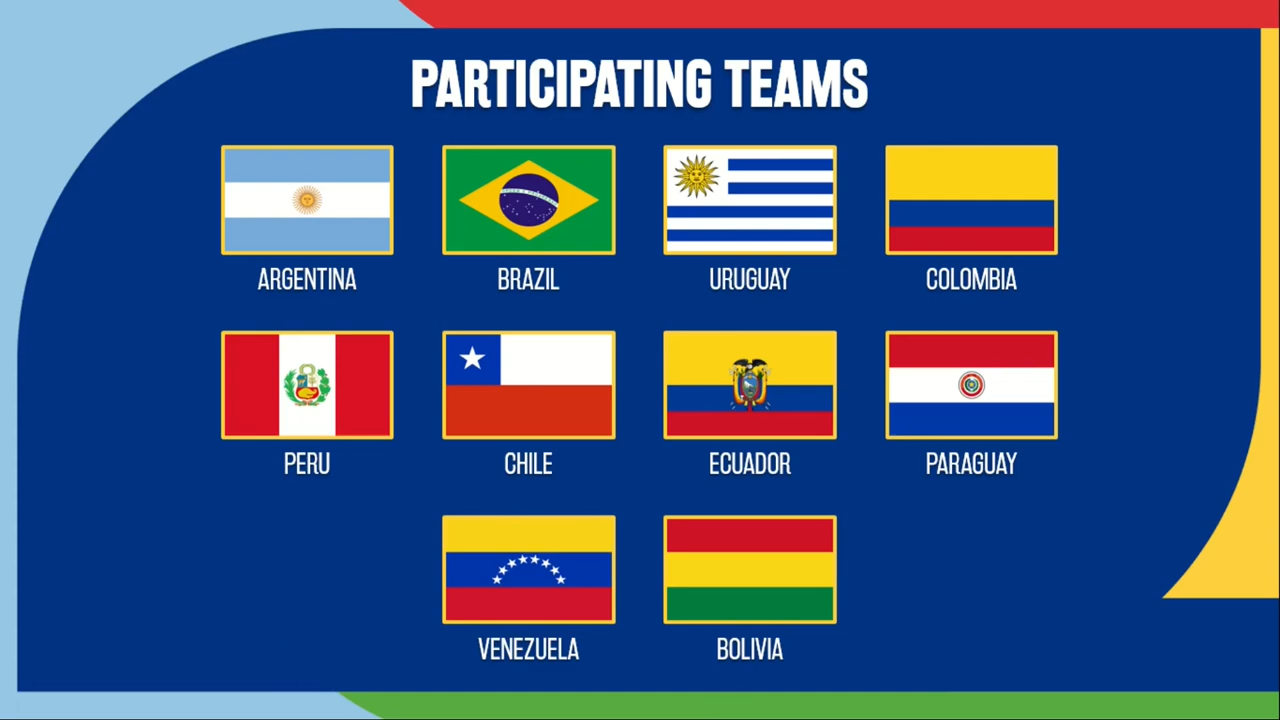 PARTICIPATING TEAMS
ARGENTINA
BRAZIL
URUGUAY
COLOMBIA
PERU
CHILE
ECUADOR
PARAGUAY
VENEZUELA
BOLIVIA